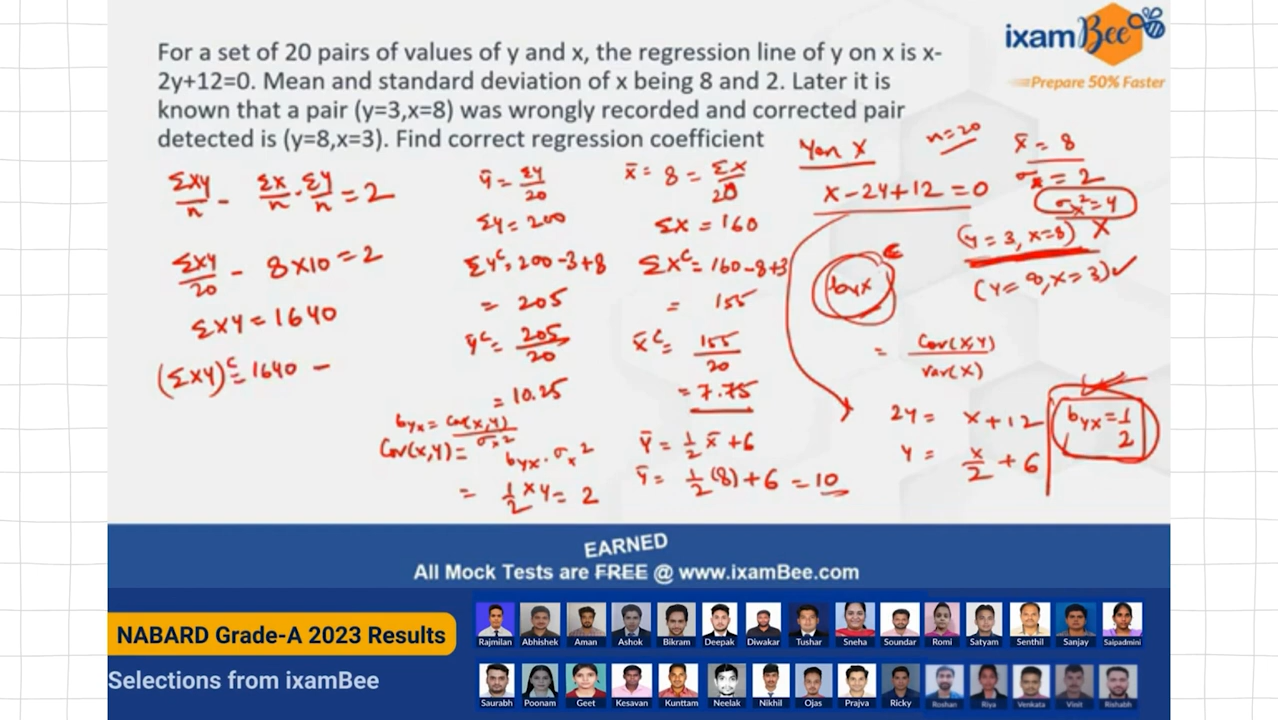 For a set of 20 pairs of values of y and x, the regression line of y on x is x-
2y+12=0. Mean and standard deviation of x being 8 and 2. Later it is
known that a pair (y=3,x=8) was wrongly recorded and corrected pair
detected is (y=8,x=3). Find correct regression coefficient
ixamBee
Prepare 50% Faster
Σxy/n - Σx/n · Σy/n = 2
Σxy/20 - 8x10 = 2
Σxy = 1640
(Σxy)ᶜ = 1640 -
ȳ = Σy/20
Σy = 200
Σyᶜ = 200-3+8
= 205
ȳᶜ = 205/20
= 10.25
byx = Cov(x,y)/σx²
Cov(x,y) = byx · σx²
= 1/2 x 4 = 2
x̄ = 8 = Σx/20
Σx = 160
Σxᶜ = 160-8+3
= 155
x̄ᶜ = 155/20
= 7.75
ȳ = 1/2 x̄ + 6
ȳ = 1/2 (8) + 6 = 10
Y on X
n=20
x - 2y + 12 = 0
x̄ = 8
σx = 2
σx² = 4
(y = 3, x=8) X
(y = 8, x = 3) ✓
byx c
= Cov(x,y)/var(x)
2y = x+12
y = x/2 + 6
byx = 1/2
EARNED
All Mock Tests are FREE @ www.ixamBee.com
NABARD Grade-A 2023 Results
Selections from ixamBee
Rajmilan Abhishek Aman Ashok Bikram Deepak Diwakar Tushar Sneha Soundar Romi Satyam Senthil Sanjay Saipadmini
Saurabh Poonam Geet Kesavan Kunttam Neelak Nikhil Ojas Prajva Ricky Roshan Riya Venkata Vinit Rishabh